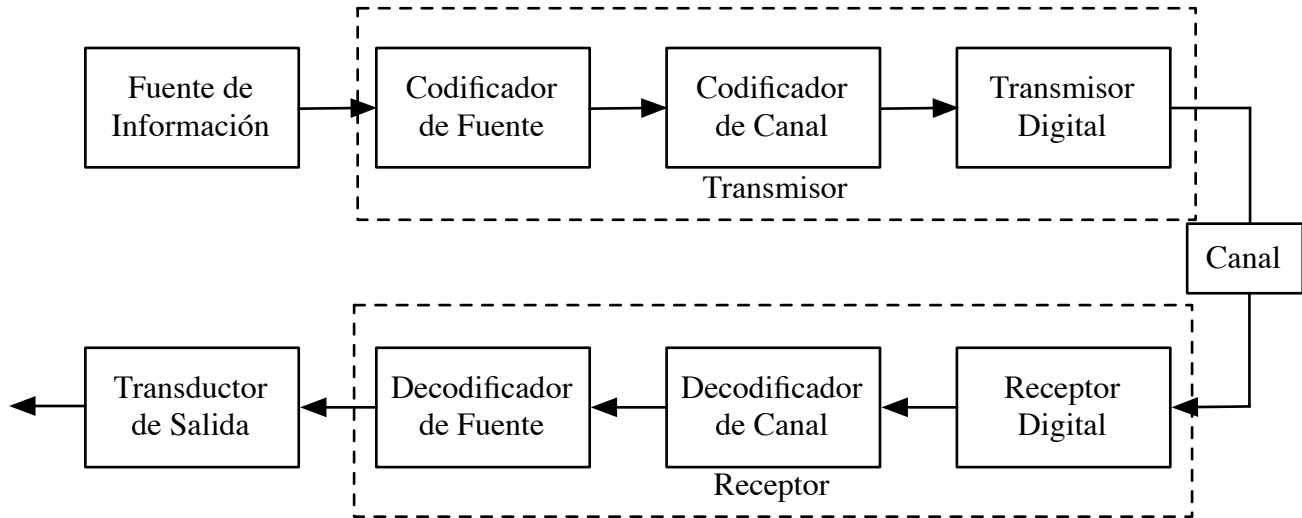 Fuente de
Información
Codificador
de Fuente
Codificador
de Canal
Transmisor
Digital
Transmisor
Canal
Transductor
de Salida
Decodificador
de Fuente
Decodificador
de Canal
Receptor
Digital
Receptor